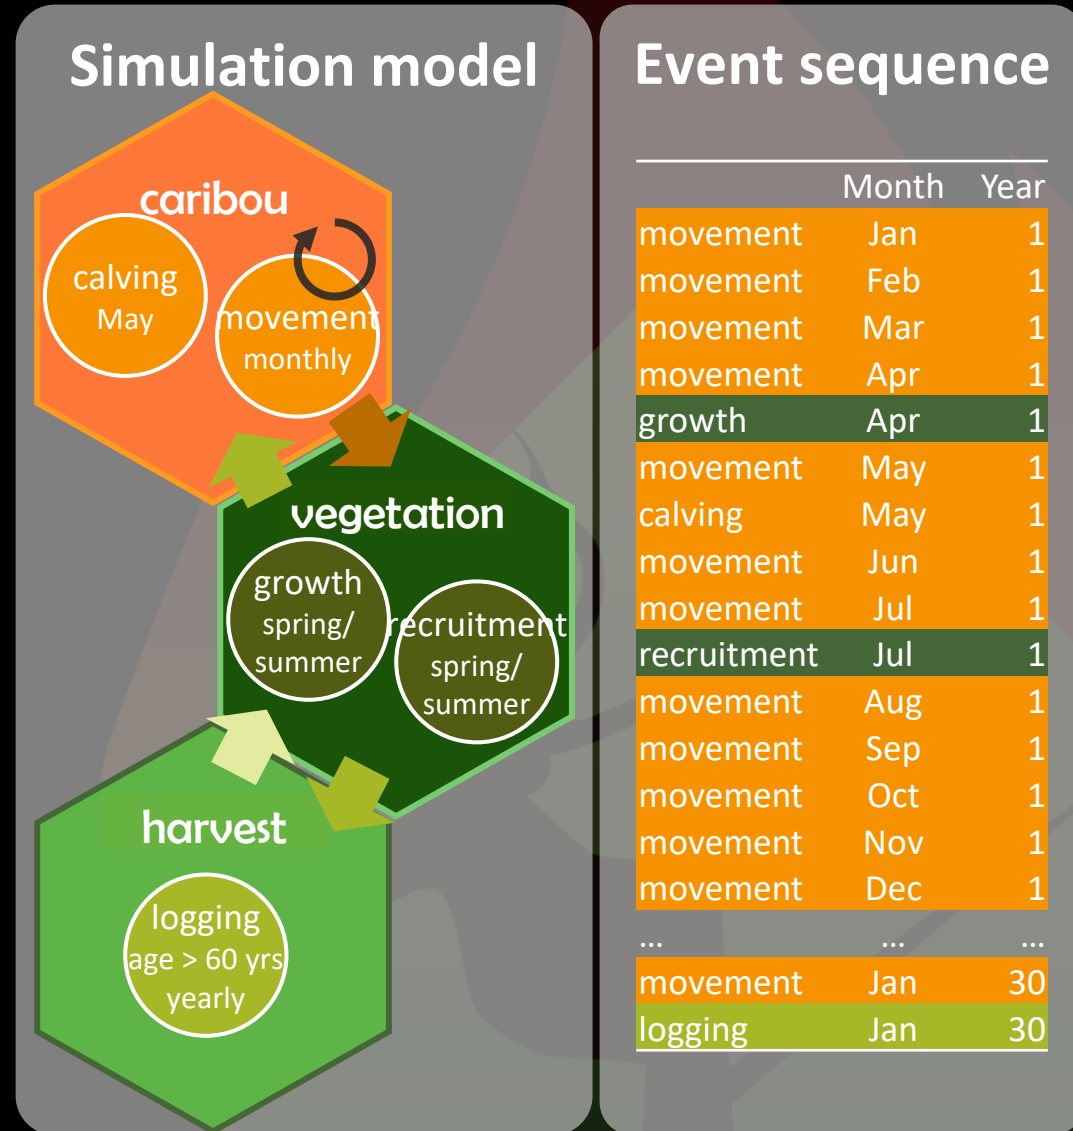 Simulation model
caribou
calving
May
movement
monthly
vegetation
growth
spring/
summer
recruitment
spring/
summer
harvest
logging
age > 60 yrs
yearly
Event sequence
Month Year
movement Jan 1
movement Feb 1
movement Mar 1
movement Apr 1
growth Apr 1
movement May 1
calving May 1
movement Jun 1
movement Jul 1
recruitment Jul 1
movement Aug 1
movement Sep 1
movement Oct 1
movement Nov 1
movement Dec 1
... ... ...
movement Jan 30
logging Jan 30